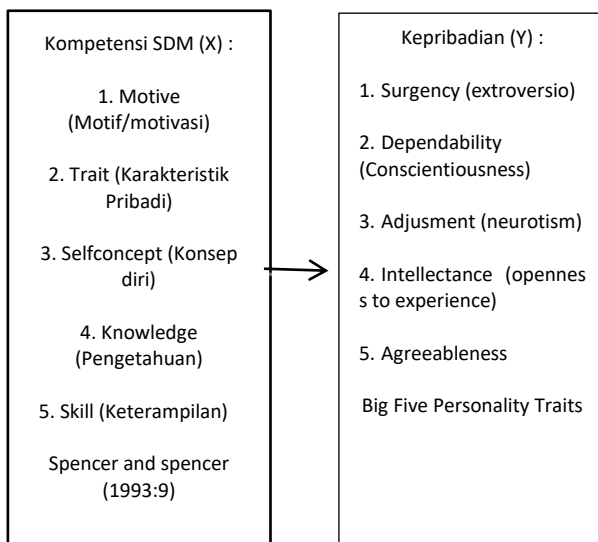 Kompetensi SDM (X) :
1. Motive
(Motif/motivasi)
2. Trait (Karakteristik
Pribadi)
3. Selfconcept (Konsep
diri)
4. Knowledge
(Pengetahuan)
5. Skill (Keterampilan)
Spencer and spencer
(1993:9)
Kepribadian (Y) :
1. Surgency (extroversio)
2. Dependability
(Conscientiousness)
3. Adjusment (neurotism)
4. Intellectance (opennes
s to experience)
5. Agreeableness
Big Five Personality Traits